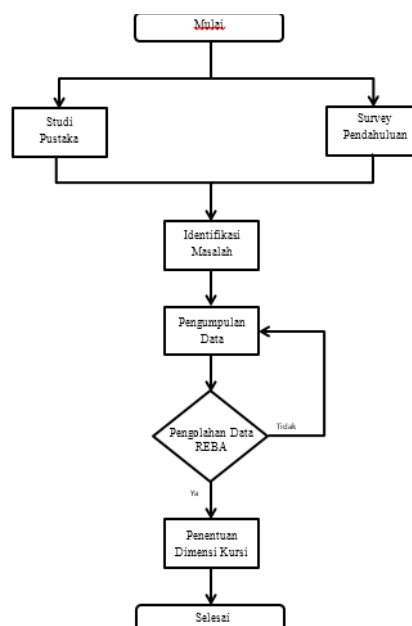 Mulai
Studi
Pustaka
Survey
Pendahuluan
Identifikasi
Masalah
Pengumpulan
Data
Pengolahan Data
REBA
Tidak
Ya
Penentuan
Dimensi Kursi
Selesai